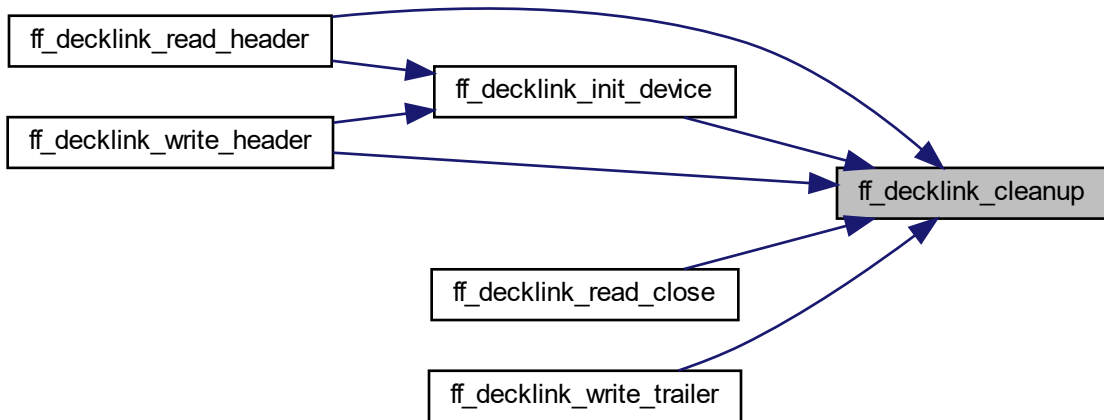 ff_decklink_read_header
ff_decklink_init_device
ff_decklink_write_header
ff_decklink_cleanup
ff_decklink_read_close
ff_decklink_write_trailer